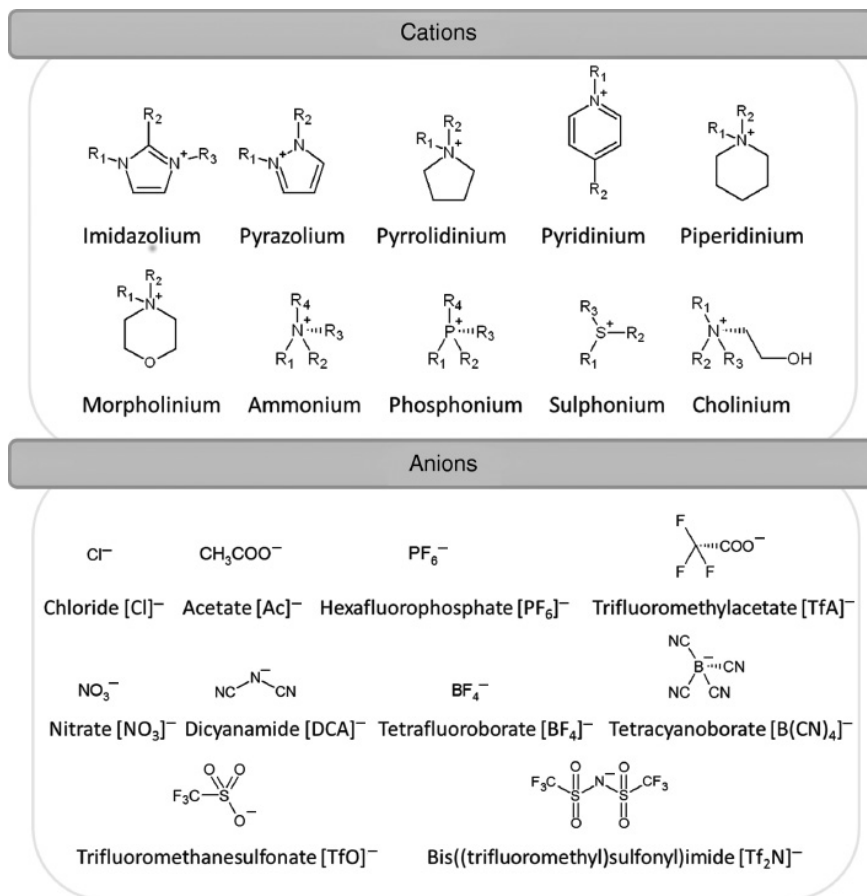 Cations
R₂ R₁ N N⁺ R₃
R₂ R₁ N⁺ N
R₂ R₁ N⁺
R₁ N⁺ R₂
R₂ R₁ N⁺
Imidazolium Pyrazolium Pyrrolidinium Pyridinium Piperidinium
R₂ R₁ N⁺ O
R₄ N⁺ R₃ R₁ R₂
R₄ P⁺ R₃ R₁ R₂
R₃ S⁺ R₂ R₁
R₁ N⁺ R₂ R₃ OH
Morpholinium Ammonium Phosphonium Sulphonium Cholinium
Anions
Cl⁻ CH₃COO⁻ PF₆⁻ F F F COO⁻
Chloride [Cl]⁻ Acetate [Ac]⁻ Hexafluorophosphate [PF₆]⁻ Trifluoromethylacetate [TfA]⁻
NO₃⁻ NC N⁻ CN BF₄⁻ NC B⁻ CN NC CN
Nitrate [NO₃]⁻ Dicyanamide [DCA]⁻ Tetrafluoroborate [BF₄]⁻ Tetracyanoborate [B(CN)₄]⁻
O O F₃C S O⁻
O O F₃C S N⁻ S CF₃ O O
Trifluoromethanesulfonate [TfO]⁻ Bis((trifluoromethyl)sulfonyl)imide [Tf₂N]⁻